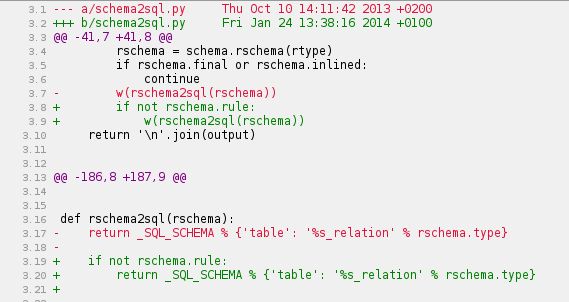 3.1 --- a/schema2sql.py     Thu Oct 10 14:11:42 2013 +0200
3.2 +++ b/schema2sql.py     Fri Jan 24 13:38:16 2014 +0100
3.3 @@ -41,7 +41,8 @@
3.4         rschema = schema.rschema(rtype)
3.5         if rschema.final or rschema.inlined:
3.6             continue
3.7 -       w(rschema2sql(rschema))
3.8 +       if not rschema.rule:
3.9 +           w(rschema2sql(rschema))
3.10     return '\n'.join(output)
3.11
3.12
3.13 @@ -186,8 +187,9 @@
3.14
3.15
3.16 def rschema2sql(rschema):
3.17 -    return _SQL_SCHEMA % {'table': '%s_relation' % rschema.type}
3.18 -
3.19 +    if not rschema.rule:
3.20 +        return _SQL_SCHEMA % {'table': '%s_relation' % rschema.type}
3.21 +